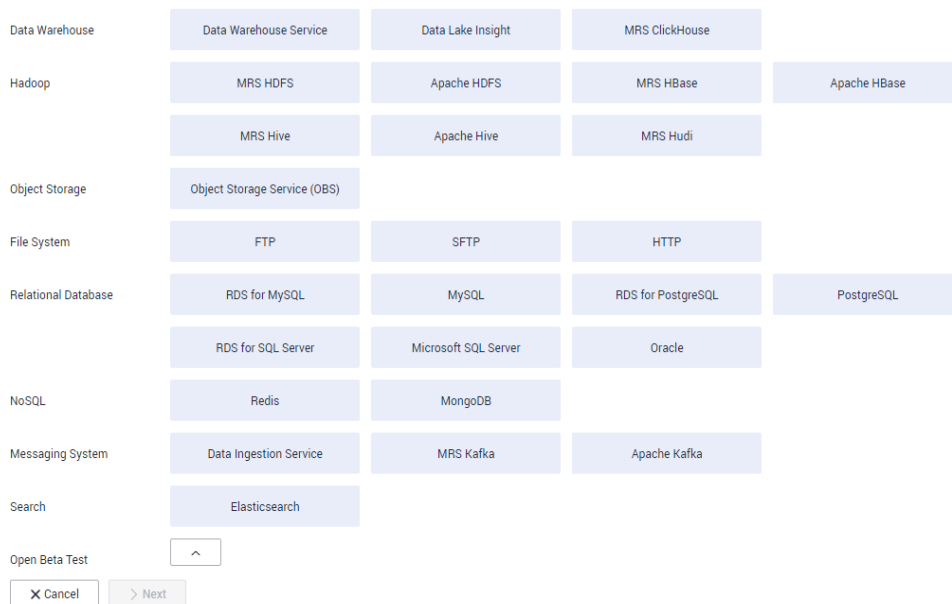 Data Warehouse Data Warehouse Service Data Lake Insight MRS ClickHouse
Hadoop MRS HDFS Apache HDFS MRS HBase Apache HBase
MRS Hive Apache Hive MRS Hudi
Object Storage Object Storage Service (OBS)
File System FTP SFTP HTTP
Relational Database RDS for MySQL MySQL RDS for PostgreSQL PostgreSQL
RDS for SQL Server Microsoft SQL Server Oracle
NoSQL Redis MongoDB
Messaging System Data Ingestion Service MRS Kafka Apache Kafka
Search Elasticsearch
Open Beta Test
Cancel Next